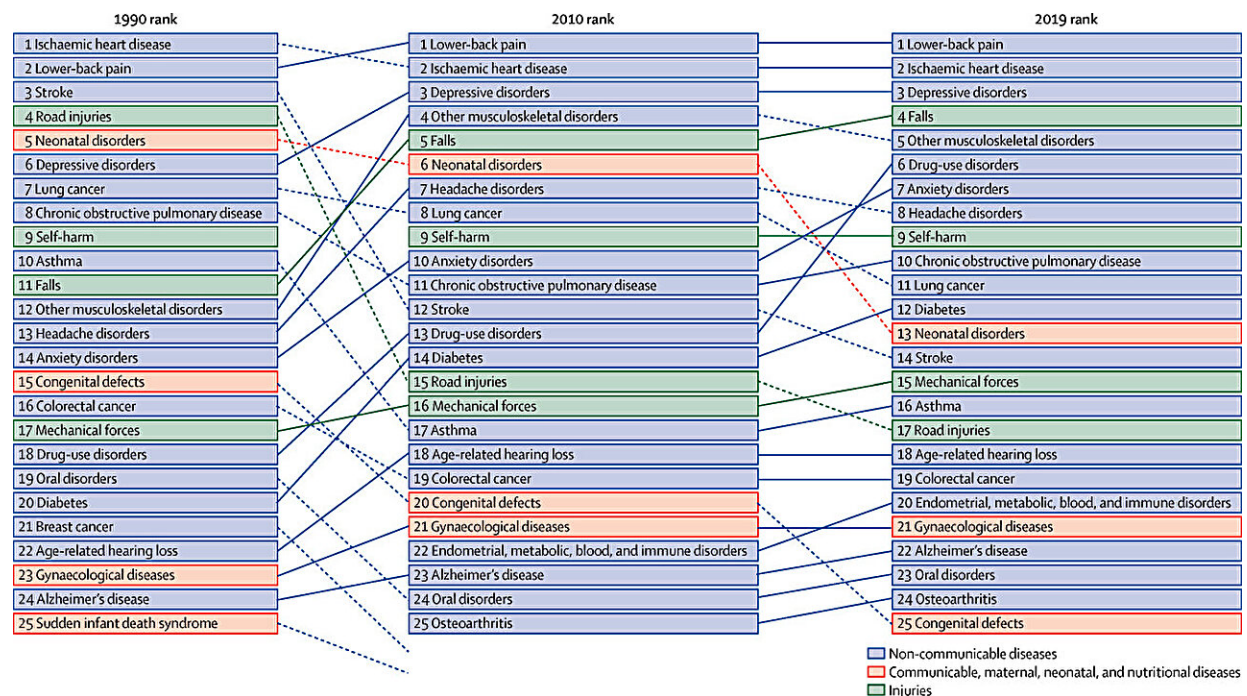 1990 rank
1 Ischaemic heart disease
2 Lower-back pain
3 Stroke
4 Road injuries
5 Neonatal disorders
6 Depressive disorders
7 Lung cancer
8 Chronic obstructive pulmonary disease
9 Self-harm
10 Asthma
11 Falls
12 Other musculoskeletal disorders
13 Headache disorders
14 Anxiety disorders
15 Congenital defects
16 Colorectal cancer
17 Mechanical forces
18 Drug-use disorders
19 Oral disorders
20 Diabetes
21 Breast cancer
22 Age-related hearing loss
23 Gynaecological diseases
24 Alzheimer's disease
25 Sudden infant death syndrome
2010 rank
1 Lower-back pain
2 Ischaemic heart disease
3 Depressive disorders
4 Other musculoskeletal disorders
5 Falls
6 Neonatal disorders
7 Headache disorders
8 Lung cancer
9 Self-harm
10 Anxiety disorders
11 Chronic obstructive pulmonary disease
12 Stroke
13 Drug-use disorders
14 Diabetes
15 Road injuries
16 Mechanical forces
17 Asthma
18 Age-related hearing loss
19 Colorectal cancer
20 Congenital defects
21 Gynaecological diseases
22 Endometrial, metabolic, blood, and immune disorders
23 Alzheimer's disease
24 Oral disorders
25 Osteoarthritis
2019 rank
1 Lower-back pain
2 Ischaemic heart disease
3 Depressive disorders
4 Falls
5 Other musculoskeletal disorders
6 Drug-use disorders
7 Anxiety disorders
8 Headache disorders
9 Self-harm
10 Chronic obstructive pulmonary disease
11 Lung cancer
12 Diabetes
13 Neonatal disorders
14 Stroke
15 Mechanical forces
16 Asthma
17 Road injuries
18 Age-related hearing loss
19 Colorectal cancer
20 Endometrial, metabolic, blood, and immune disorders
21 Gynaecological diseases
22 Alzheimer's disease
23 Oral disorders
24 Osteoarthritis
25 Congenital defects
Non-communicable diseases
Communicable, maternal, neonatal, and nutritional diseases
Injuries